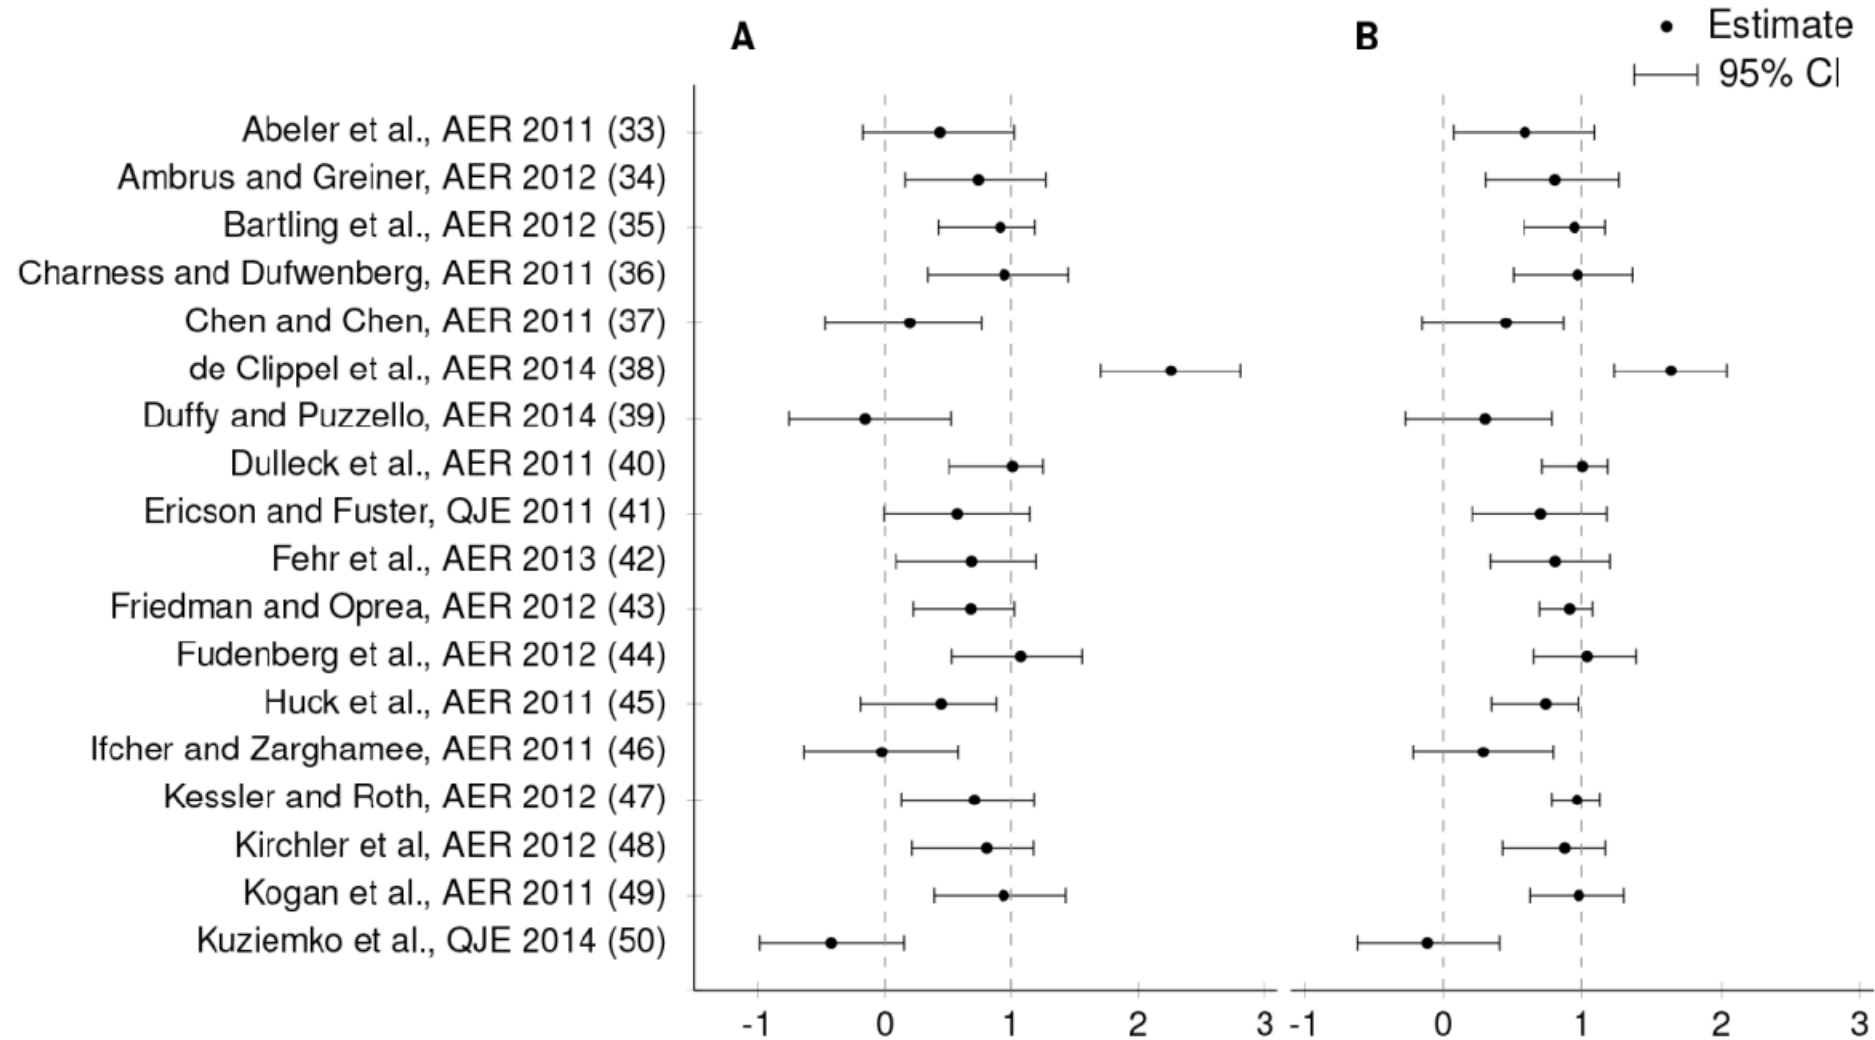 A
B
Estimate
95% CI
Abeler et al., AER 2011 (33)
Ambrus and Greiner, AER 2012 (34)
Bartling et al., AER 2012 (35)
Charness and Dufwenberg, AER 2011 (36)
Chen and Chen, AER 2011 (37)
de Clippel et al., AER 2014 (38)
Duffy and Puzzello, AER 2014 (39)
Dulleck et al., AER 2011 (40)
Ericson and Fuster, QJE 2011 (41)
Fehr et al., AER 2013 (42)
Friedman and Oprea, AER 2012 (43)
Fudenberg et al., AER 2012 (44)
Huck et al., AER 2011 (45)
Ifcher and Zarghamee, AER 2011 (46)
Kessler and Roth, AER 2012 (47)
Kirchler et al, AER 2012 (48)
Kogan et al., AER 2011 (49)
Kuziemko et al., QJE 2014 (50)
-1 0 1 2 3
-1 0 1 2 3